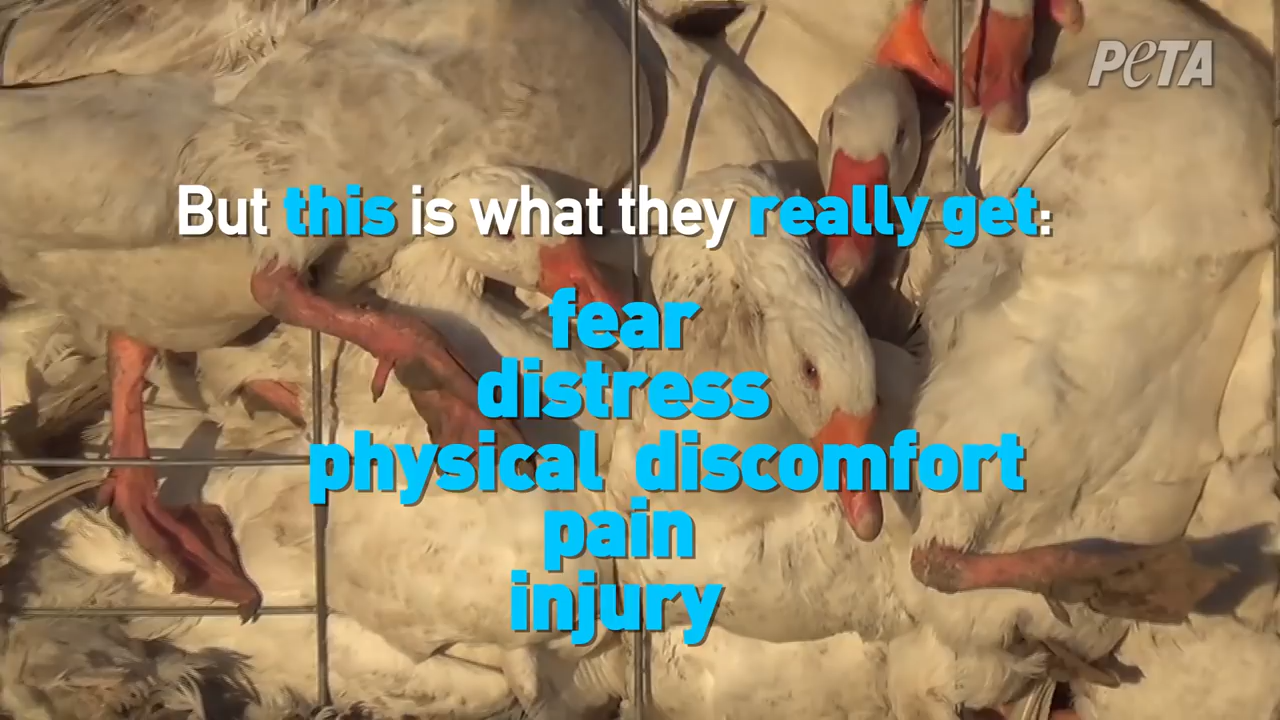 PETA
But this is what they really get:
fear
distress
physical discomfort
pain
injury